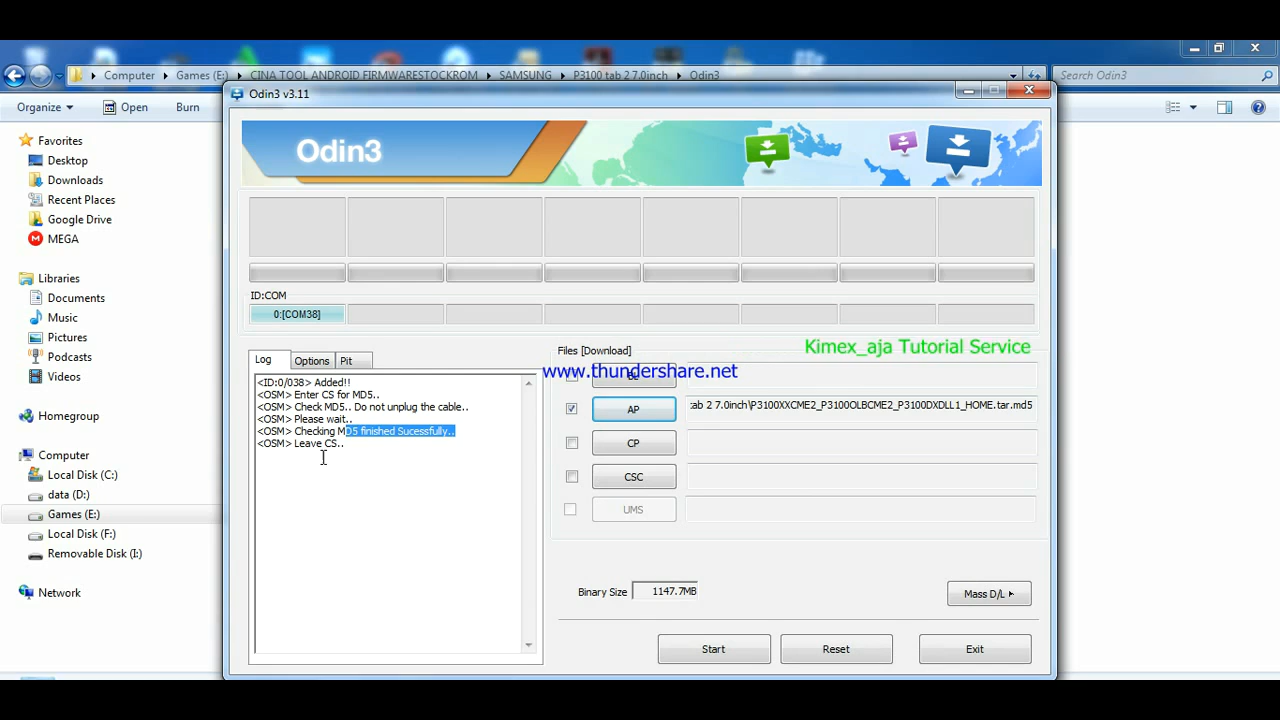 Computer
Games (E:)
CINA TOOL ANDROID FIRMWARESTOCKROM
SAMSUNG
P3100 tab 2 7.0inch
Odin3
Search Odin3
Organize
Open
Burn
Favorites
Desktop
Downloads
Recent Places
Google Drive
MEGA
Libraries
Documents
Music
Pictures
Podcasts
Videos
Homegroup
Computer
Local Disk (C:)
data (D:)
Games (E:)
Local Disk (F:)
Removable Disk (I:)
Network
Odin3 v3.11
Odin3
ID:COM
0:[COM38]
Log
Options
Pit
<ID:0/038> Added!!
<OSM> Enter CS for MD5..
<OSM> Check MD5.. Do not unplug the cable..
<OSM> Please wait..
<OSM> Checking MD5 finished Sucessfully..
<OSM> Leave CS..
Files [Download]
Kimex_aja Tutorial Service
www.thundershare.net
AP
tab 2 7.0inch\P3100XXCME2_P3100OLBCME2_P3100DXDLL1_HOME.tar.md5
CP
CSC
UMS
Binary Size
1147.7MB
Mass D/L
Start
Reset
Exit